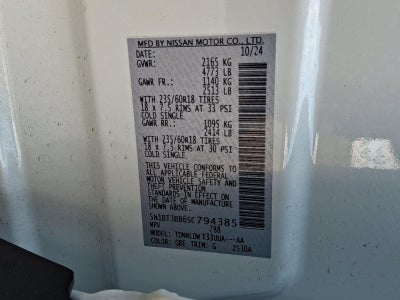 MFD BY NISSAN MOTOR CO., LTD.
DATE: 10/24
GVWR: 2165 KG
4773 LB
GAWR FR.: 1140 KG
2513 LB
WITH 235/60R18 TIRES
18 x 7.5 RIMS AT 33 PSI
COLD SINGLE
GAWR RR.: 1095 KG
2414 LB
WITH 235/60R18 TIRES
18 x 7.5 RIMS AT 30 PSI
COLD SINGLE
THIS VEHICLE CONFORMS TO
ALL APPLICABLE FEDERAL
MOTOR VEHICLE SAFETY
STANDARDS IN EFFECT ON
THE DATE OF MANUFACTURE
SHOWN ABOVE.
5N1BT3BB6SC794385
MPV 788
MODEL: TDNNLDW T33UUA---AA
COLOR: QBE TRIM: G ZS30A